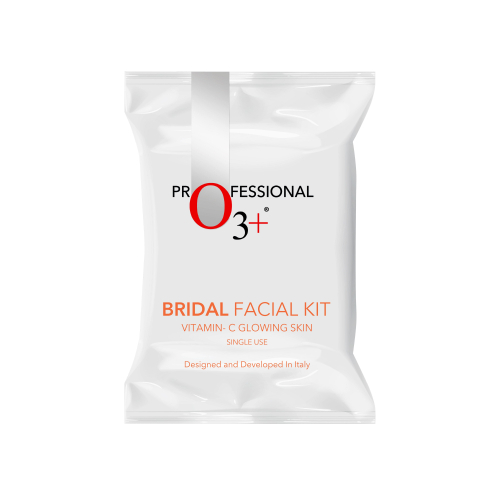 PROFESSIONAL
O3+®
BRIDAL FACIAL KIT
VITAMIN- C GLOWING SKIN
SINGLE USE
Designed and Developed In Italy